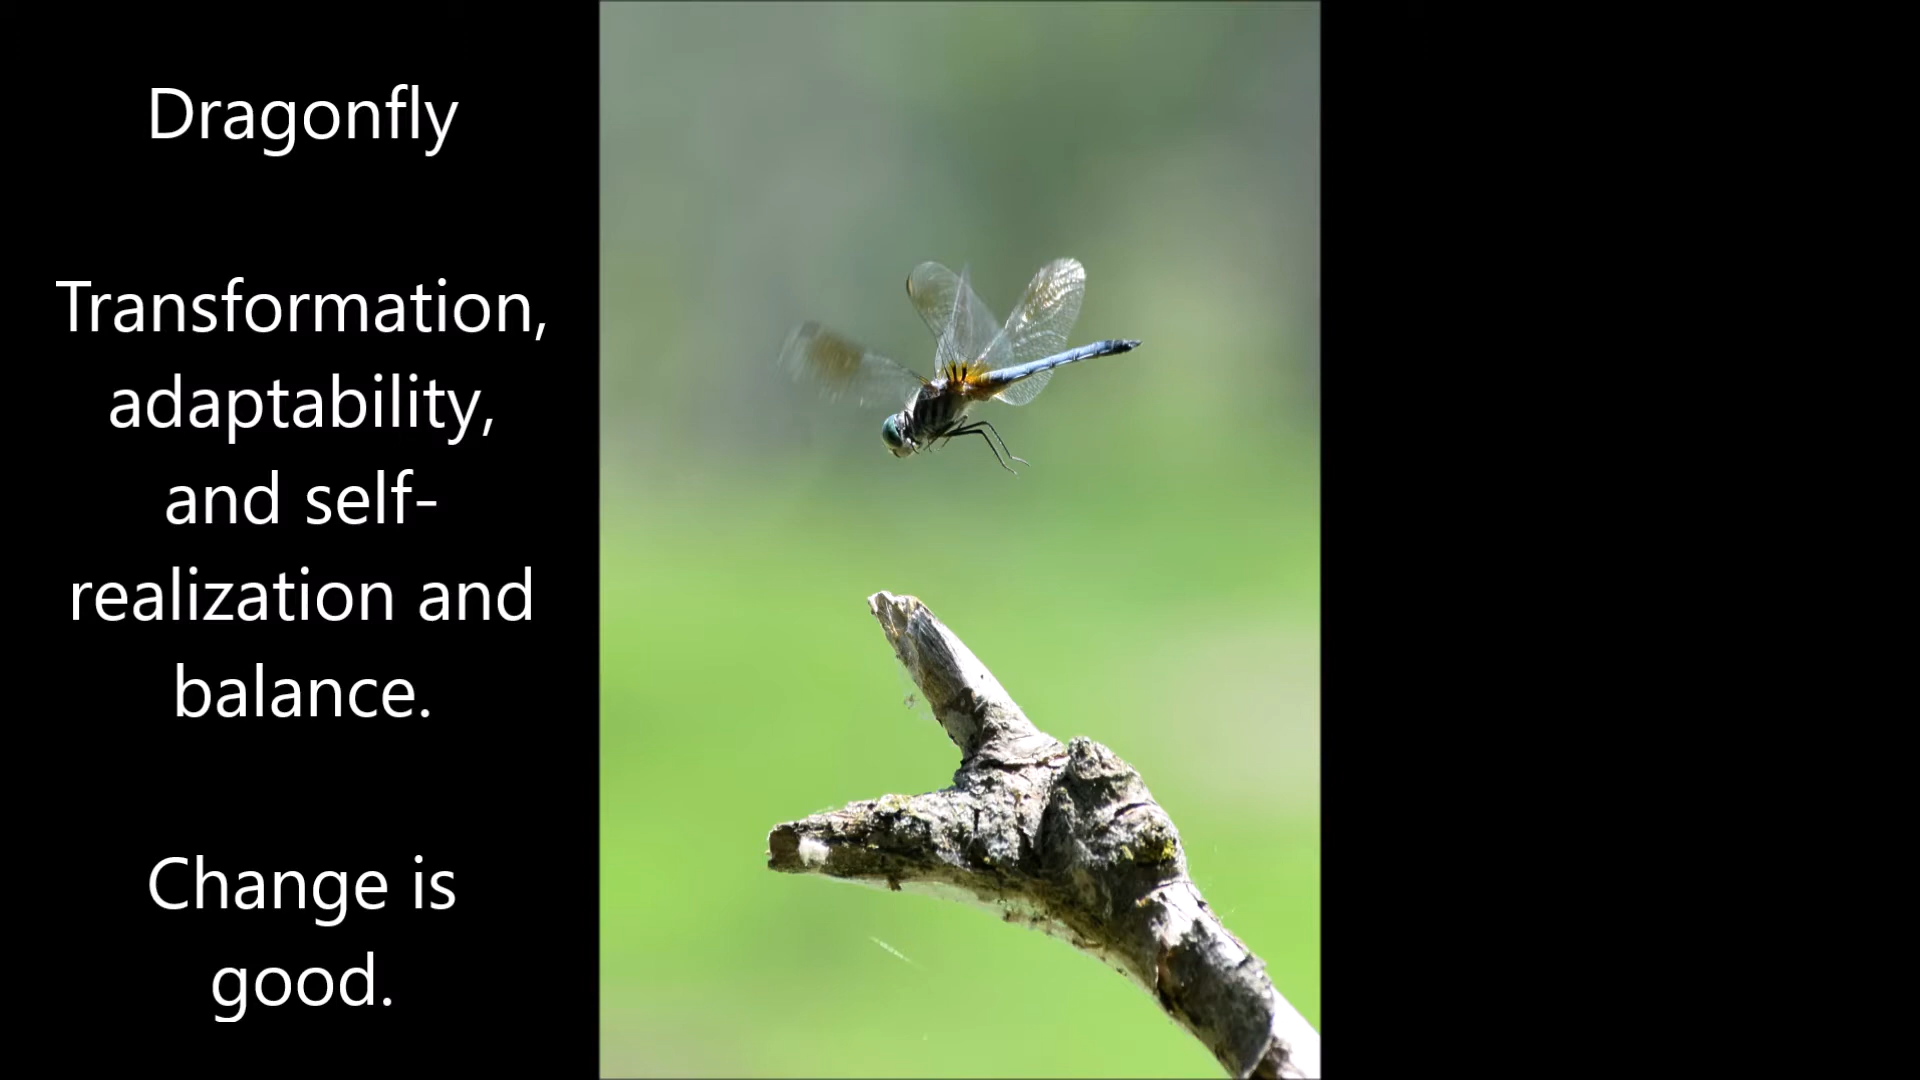 Dragonfly
Transformation,
adaptability,
and self-
realization and
balance.
Change is
good.